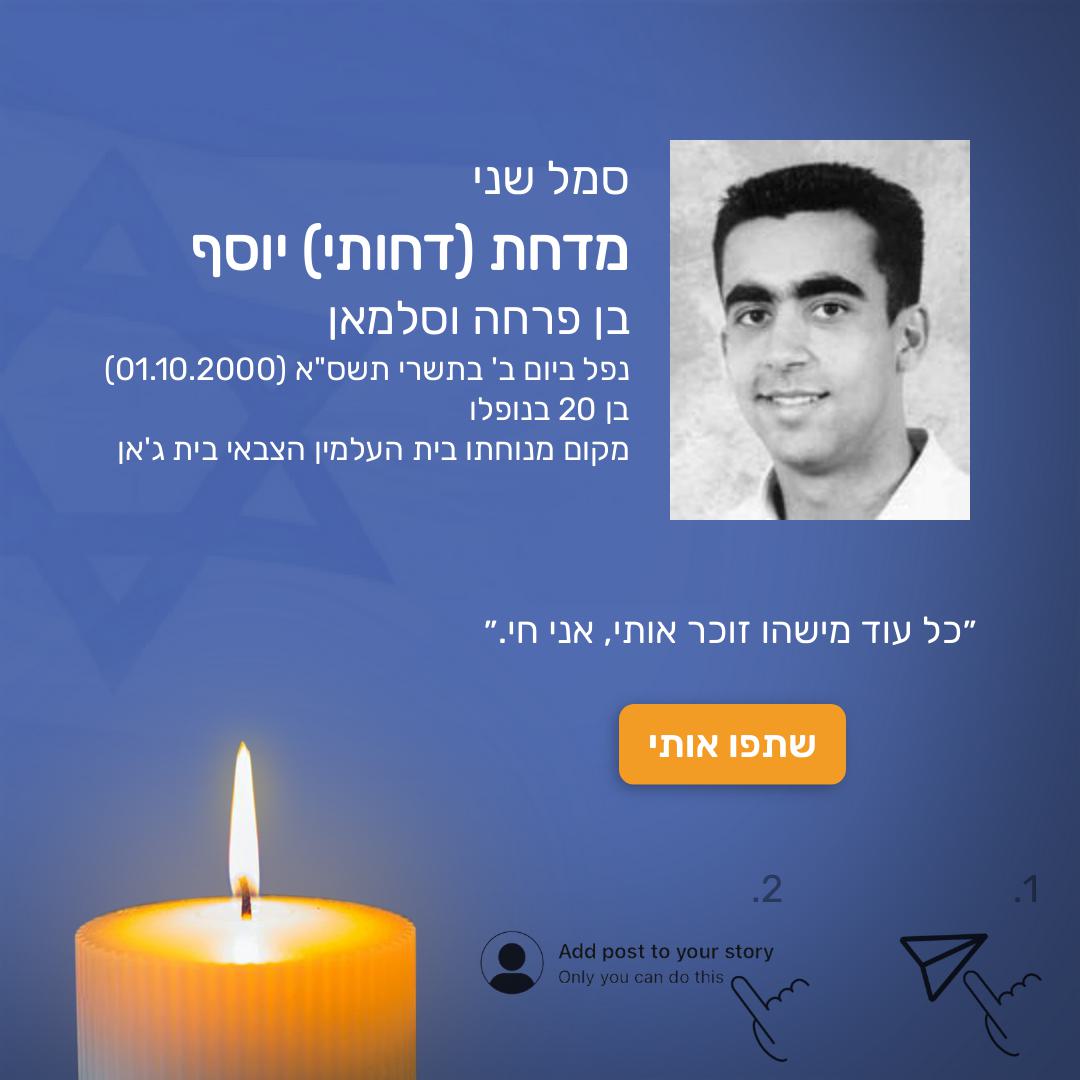 סמל שני
מדחת (דחותי) יוסף
בן פרחה וסלמאן
נפל ביום ב' בתשרי תשס"א (01.10.2000)
בן 20 בנופלו
מקום מנוחתו בית העלמין הצבאי בית ג'אן
״כל עוד מישהו זוכר אותי, אני חי.״
שתפו אותי
.1
.2
Add post to your story
Only you can do this